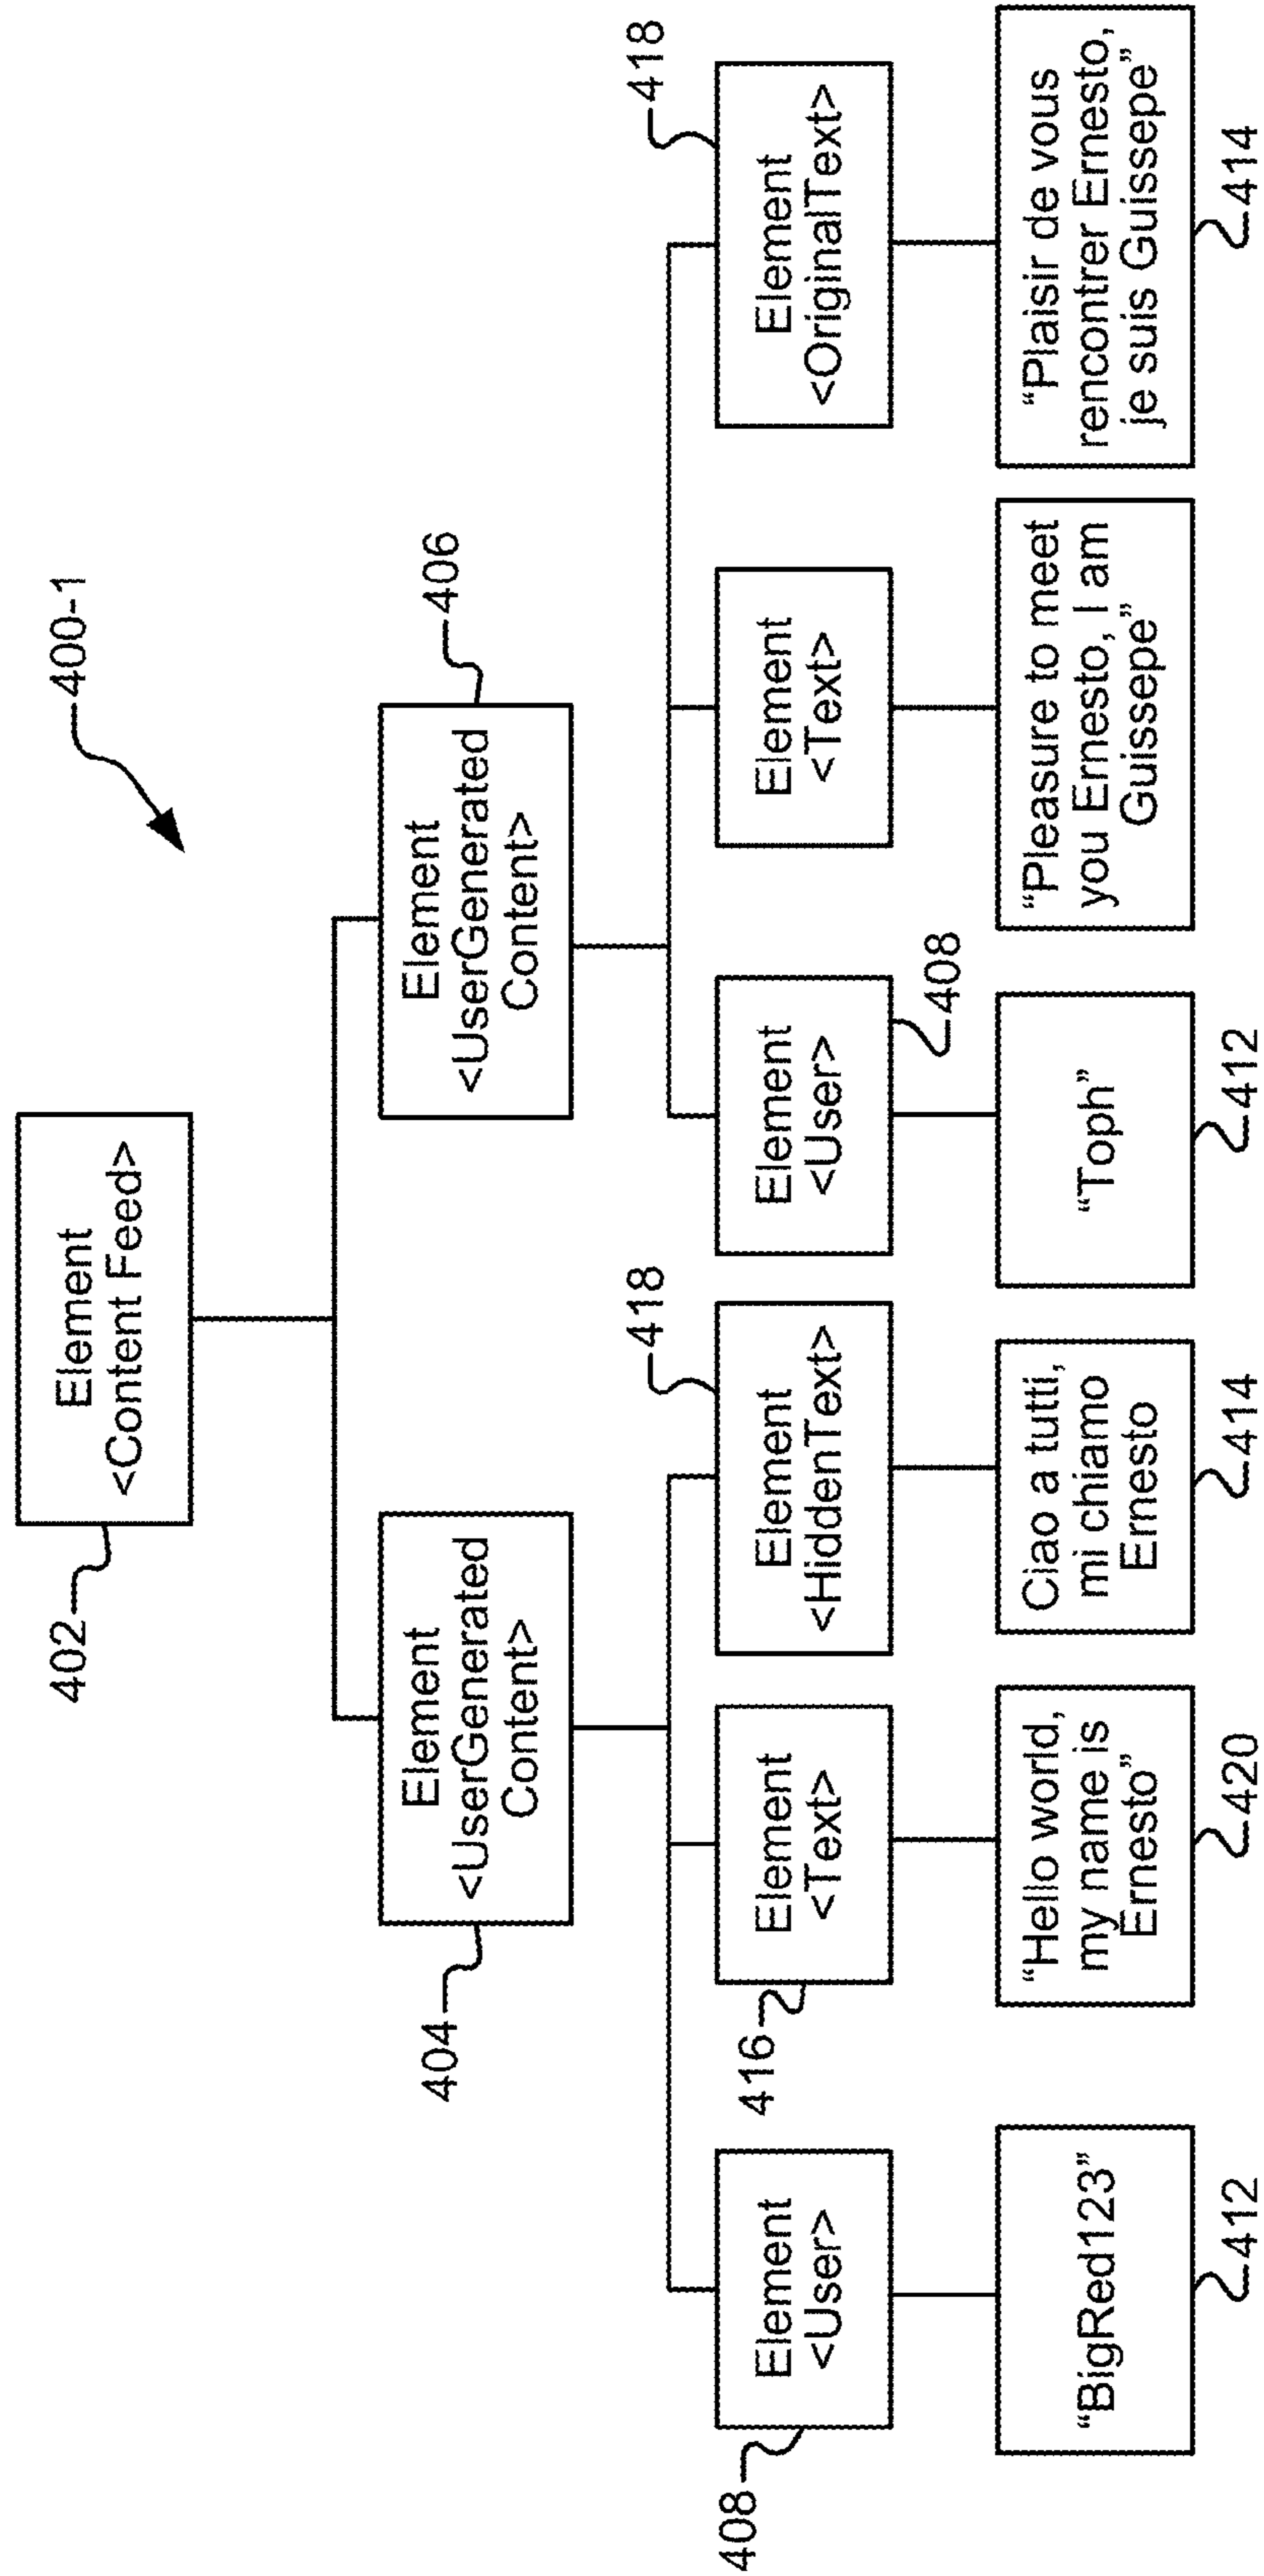 400-1
Element
<Content Feed>
402
Element
<UserGenerated
Content>
404
Element
<UserGenerated
Content>
406
Element
<User>
408
Element
<Text>
416
Element
<HiddenText>
418
Element
<User>
408
Element
<Text>
Element
<OriginalText>
418
“BigRed123”
412
“Hello world,
my name is
Ernesto”
420
Ciao a tutti,
mi chiamo
Ernesto
414
“Toph”
412
“Pleasure to meet
you Ernesto, I am
Guissepe”
“Plaisir de vous
rencontrer Ernesto,
je suis Guissepe”
414